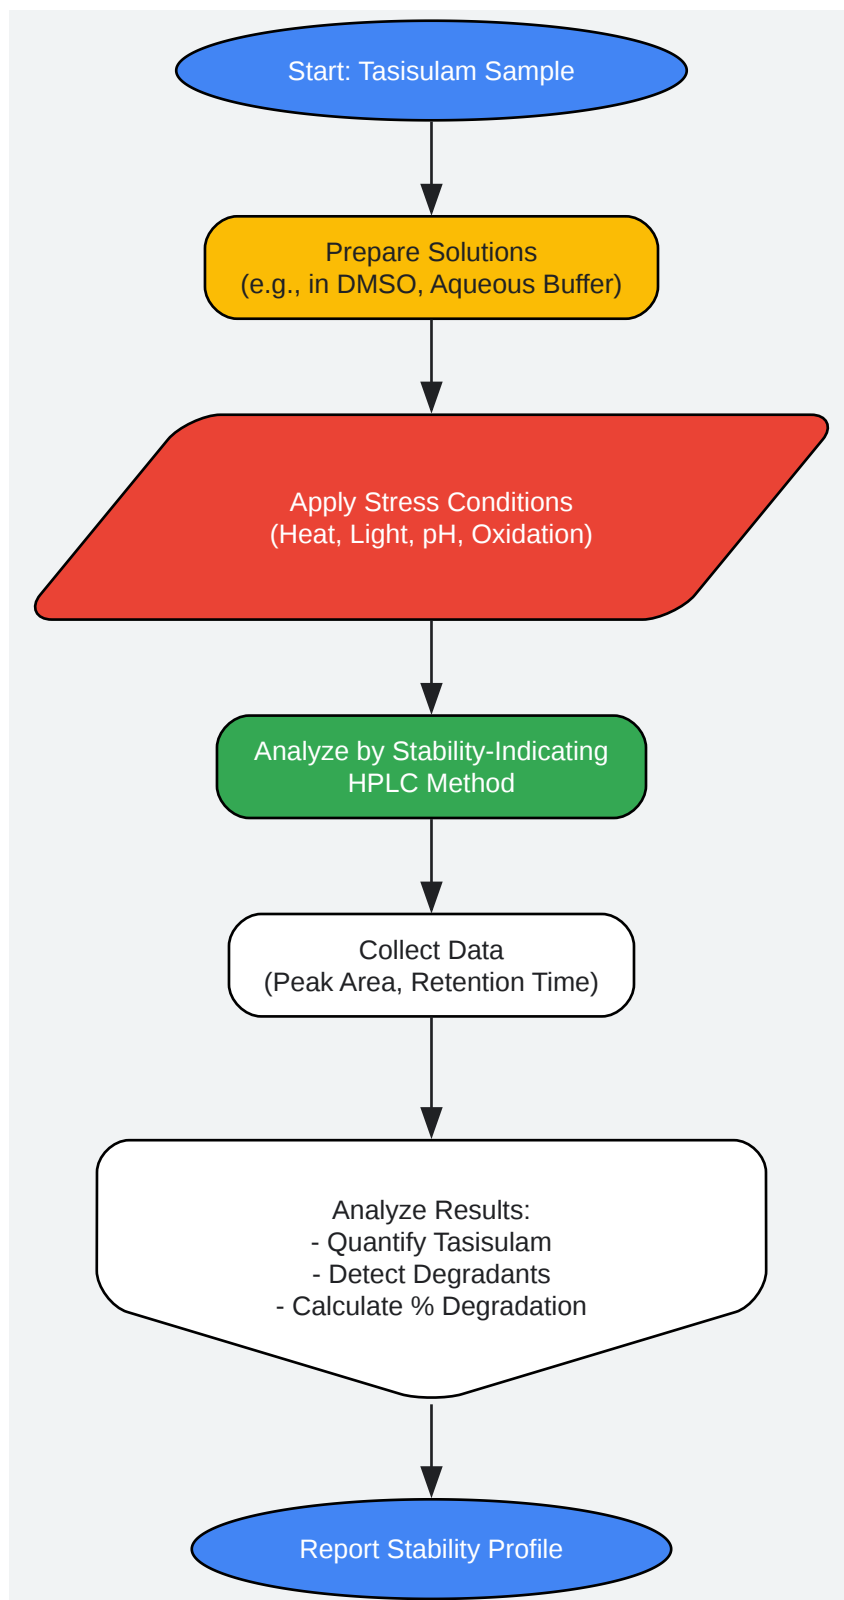 Start: Tasisulam Sample
Prepare Solutions
(e.g., in DMSO, Aqueous Buffer)
Apply Stress Conditions
(Heat, Light, pH, Oxidation)
Analyze by Stability-Indicating
HPLC Method
Collect Data
(Peak Area, Retention Time)
Analyze Results:
- Quantify Tasisulam
- Detect Degradants
- Calculate % Degradation
Report Stability Profile